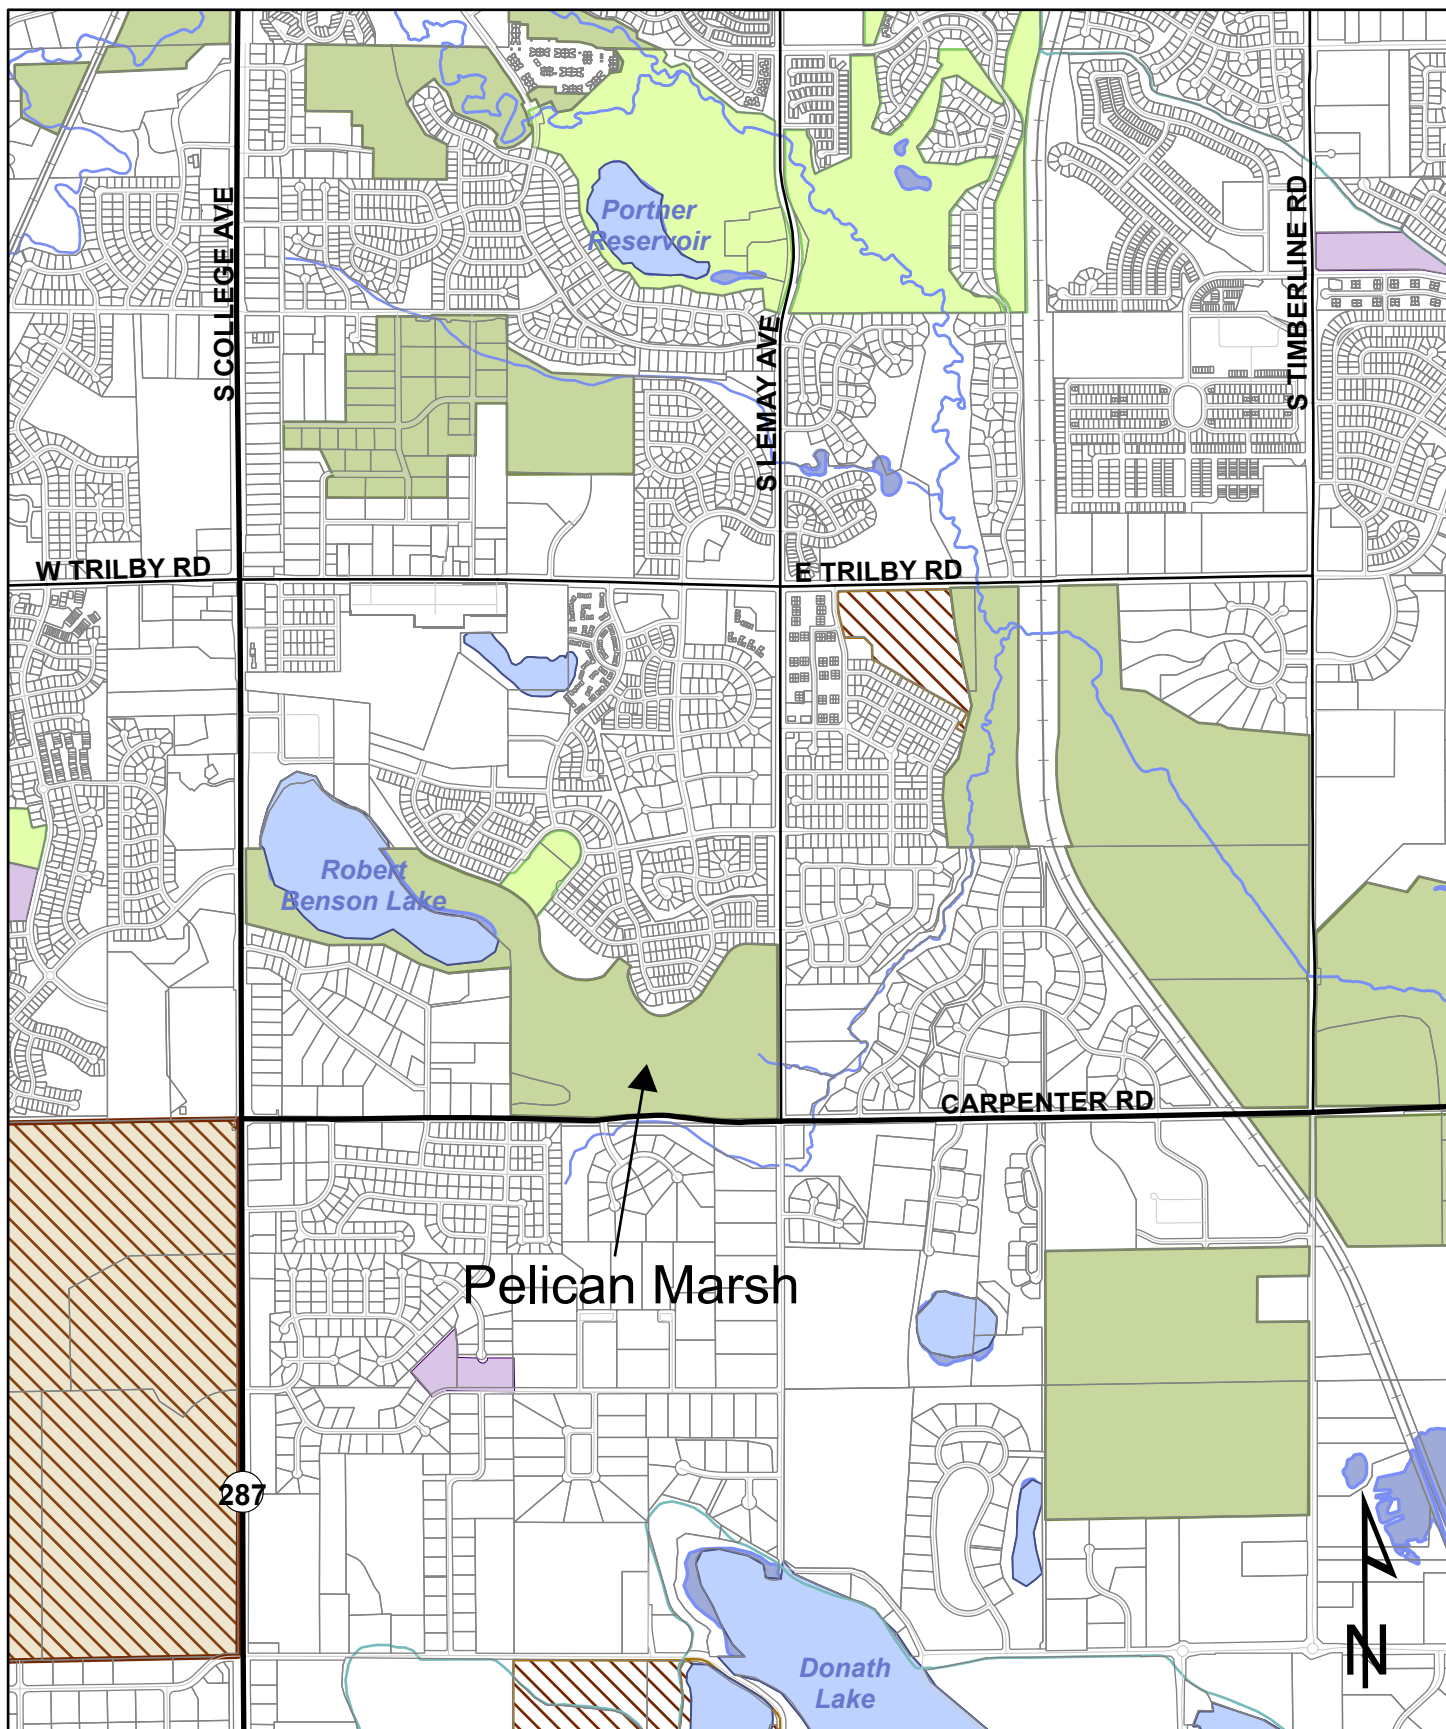 Porther
Reservoir
S COLLEGE AVE
S LEMAY AVE
S TIMBERLINE RD
W TRILBY RD
E TRILBY RD
Robert
Benson Lake
CARPENTER RD
Pelican Marsh
287
Donath
Lake
N